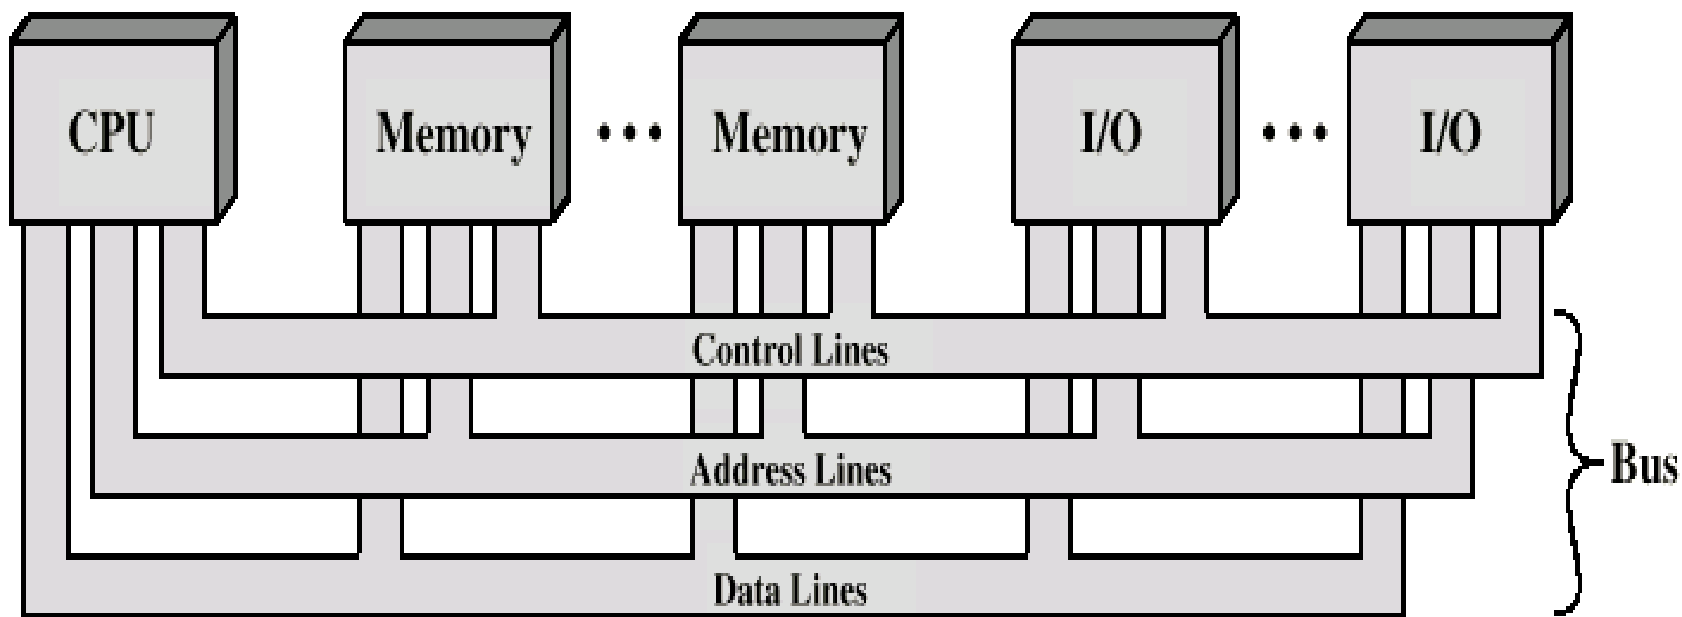 CPU
Memory
•••
Memory
I/O
•••
I/O
Control Lines
Address Lines
Data Lines
Bus